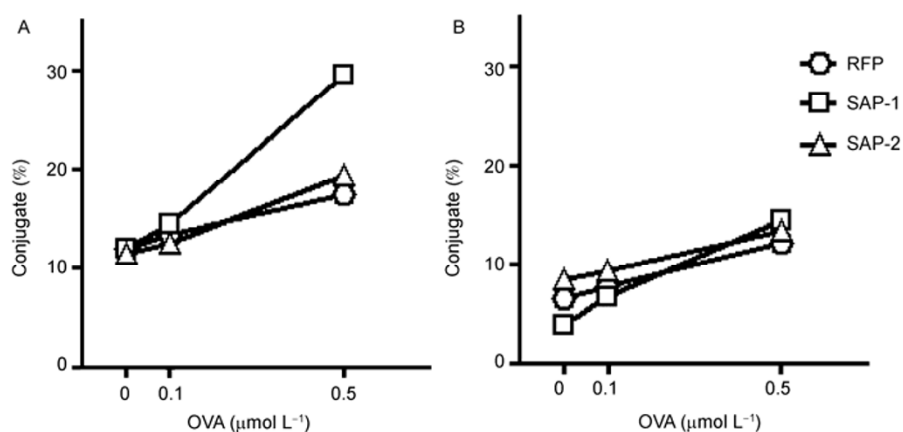 A
30
20
10
0
Conjugate (%)
0
0.1
0.5
OVA (μmol L⁻¹)
B
30
20
10
0
Conjugate (%)
0
0.1
0.5
OVA (μmol L⁻¹)
RFP
SAP-1
SAP-2